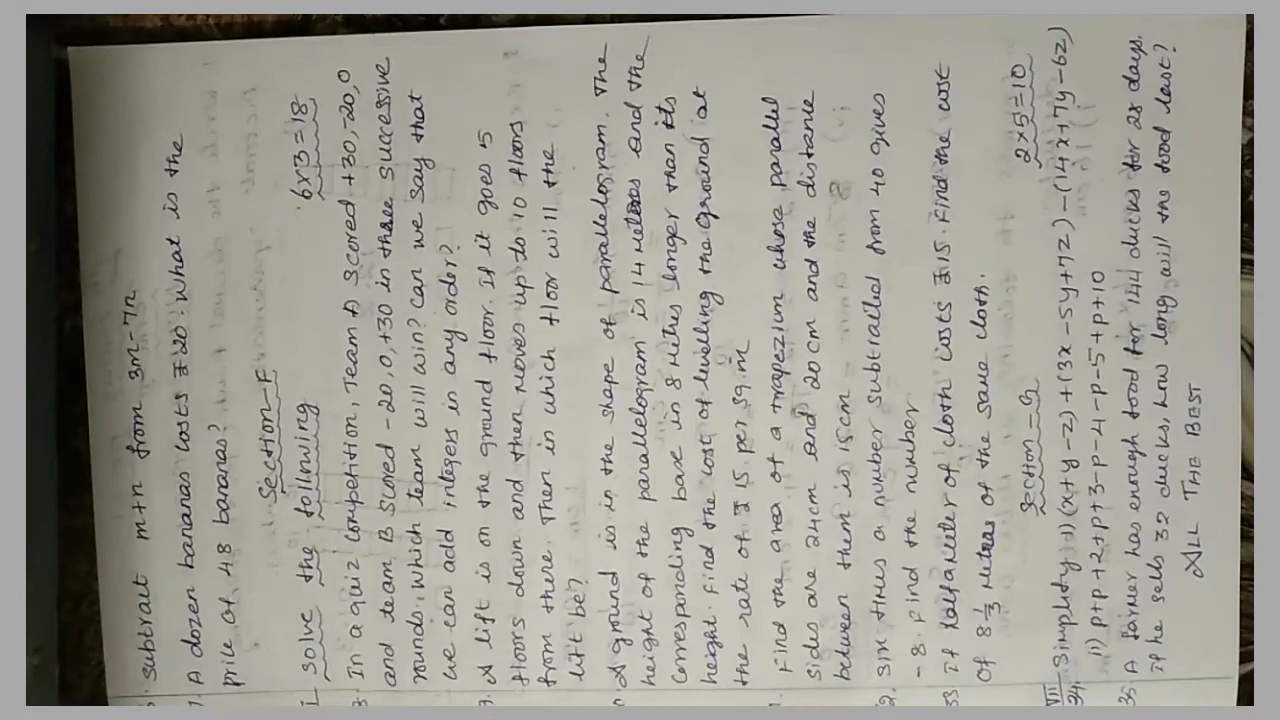 Subtract m+n from 3m-7n
A dozen bananas costs ₹20. What is the
price of 48 bananas?
Section-F
Solve the following 6x3=18
In a quiz competition, Team A scored +30,-20,0
and team B scored -20,0,+30 in three successive
rounds. Which team will win? Can we say that
we can add integers in any order?
A lift is on the ground floor. If it goes 5
floors down and then moves up to 10 floors
from there. Then in which floor will the
lift be?
A ground is in the shape of parallelogram. The
height of the parallelogram is 14 metres and the
corresponding base is 8 metres longer than its
height. Find the cost of levelling the ground at
the rate of ₹15 per sq.m
Find the area of a trapezium whose parallel
sides are 24cm and 20cm and the distance
between them is 15cm
Six times a number subtracted from 40 gives
-8. Find the number
33 If half a meter of cloth costs ₹15. Find the cost
of 8 1/3 metres of the same cloth.
Section-G 2x5=10
VII
34. Simplify i) (x+y-z)+(3x-5y+7z)-(14x+7y-6z)
ii) p+p+2+p+3-p-4-p-5+p+10
35. A farmer has enough food for 144 ducks for 28 days.
If he sells 32 ducks, how long will the food last?
ALL THE BEST